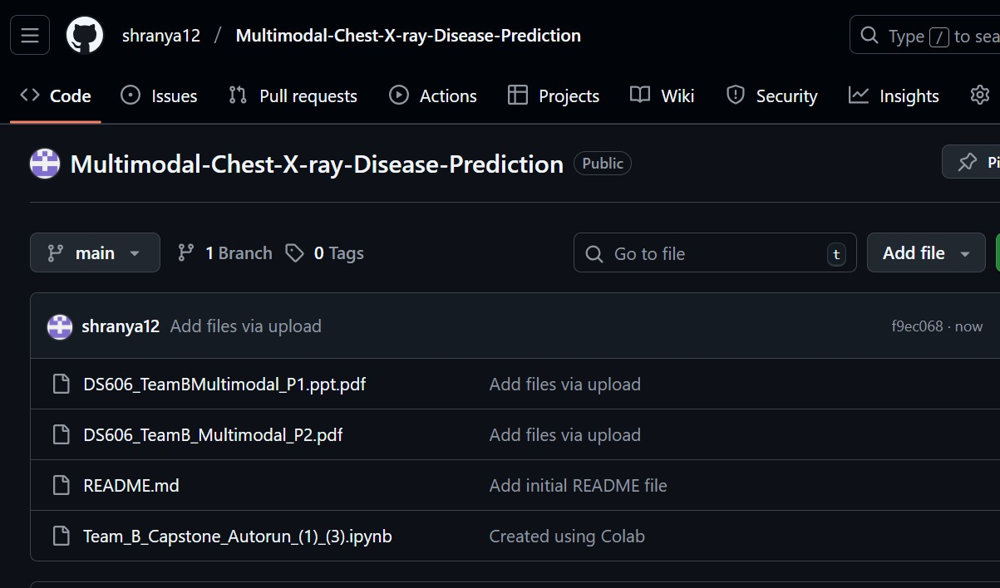 shranya12 / Multimodal-Chest-X-ray-Disease-Prediction Type / to sea
Code Issues Pull requests Actions Projects Wiki Security Insights
Multimodal-Chest-X-ray-Disease-Prediction Public Pi
main 1 Branch 0 Tags Go to file t Add file
shranya12 Add files via upload f9ec068 · now
DS606_TeamBMultimodal_P1.ppt.pdf Add files via upload
DS606_TeamB_Multimodal_P2.pdf Add files via upload
README.md Add initial README file
Team_B_Capstone_Autorun_(1)_(3).ipynb Created using Colab